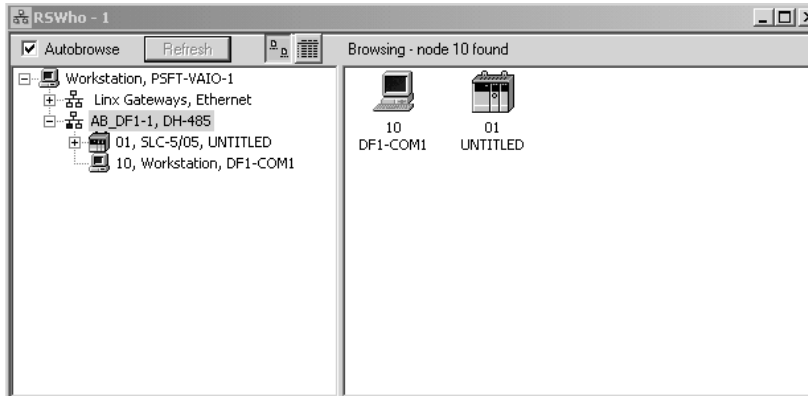 RSWho - 1
Autobrowse Refresh Browsing - node 10 found
Workstation, PSFT-VAIO-1
Linx Gateways, Ethernet
AB_DF1-1, DH-485
01, SLC-5/05, UNTITLED
10, Workstation, DF1-COM1
10
DF1-COM1
01
UNTITLED